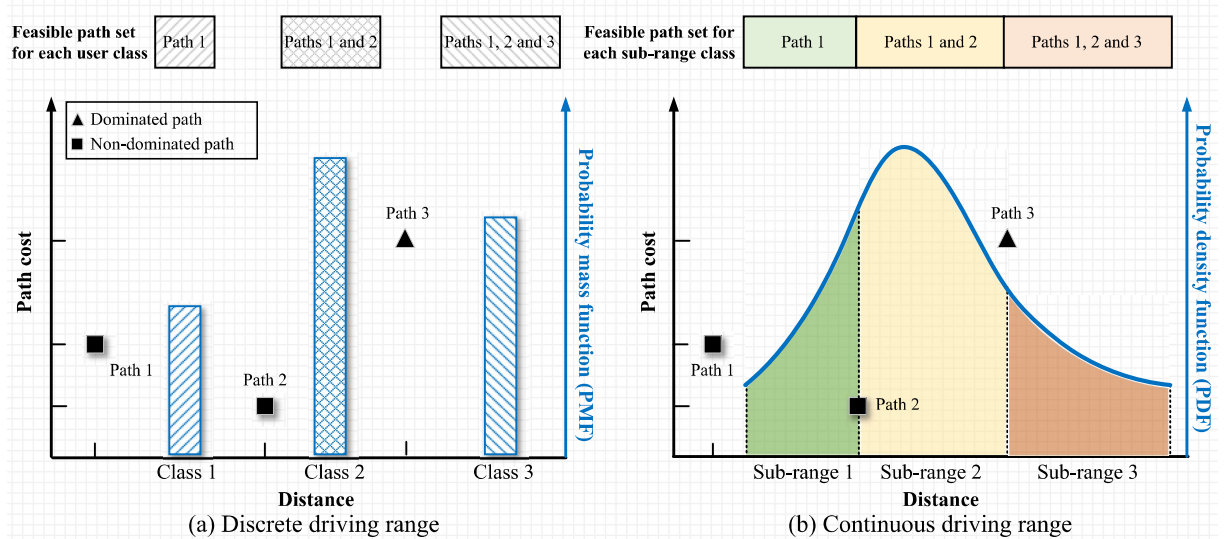 Feasible path set
for each user class
Path 1
Paths 1 and 2
Paths 1, 2 and 3
Dominated path
Non-dominated path
Path cost
Probability mass function (PMF)
Path 3
Path 1
Path 2
Class 1
Class 2
Class 3
Distance
(a) Discrete driving range
Feasible path set for
each sub-range class
Path 1
Paths 1 and 2
Paths 1, 2 and 3
Path cost
Probability density function (PDF)
Path 3
Path 1
Path 2
Sub-range 1
Sub-range 2
Sub-range 3
Distance
(b) Continuous driving range